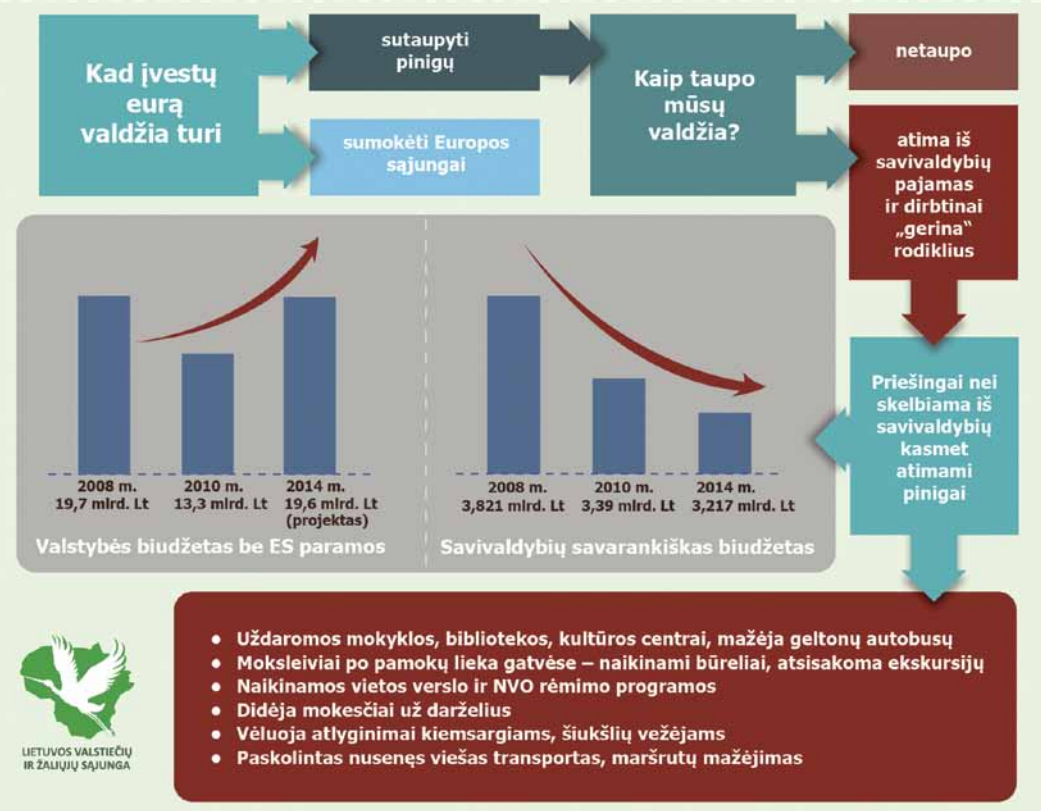 Kad įvestų
eurą
valdžia turi
sutaupyti
pinigų
sumokėti Europos
sąjungai
Kaip taupo
mūsų
valdžia?
netaupo
atima iš
savivaldybių
pajamas
ir dirbtinai
„gerina“
rodiklius
Priešingai nei
skelbiama iš
savivaldybių
kasmet
atimami
pinigai
2008 m.
19,7 mlrd. Lt
2010 m.
13,3 mlrd. Lt
2014 m.
19,6 mlrd. Lt
(projektas)
Valstybės biudžetas be ES paramos
2008 m.
3,821 mlrd. Lt
2010 m.
3,39 mlrd. Lt
2014 m.
3,217 mlrd. Lt
Savivaldybių savarankiškas biudžetas
● Uždaromos mokyklos, bibliotekos, kultūros centrai, mažėja geltonų autobusų
● Moksleiviai po pamokų lieka gatvėse – naikinami būreliai, atsisakoma ekskursijų
● Naikinamos vietos verslo ir NVO rėmimo programos
● Didėja mokesčiai už darželius
● Vėluoja atlyginimai kiemsargiams, šiukšlių vežėjams
● Paskolintas nusenęs viešas transportas, maršrutų mažėjimas
LIETUVOS VALSTIEČIŲ
IR ŽALIŲJŲ SĄJUNGA